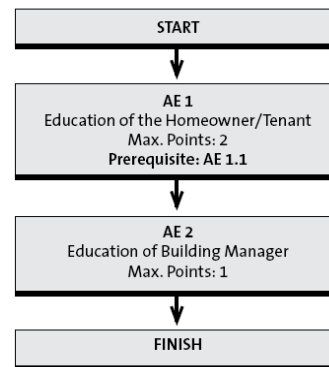 START
AE 1
Education of the Homeowner/Tenant
Max. Points: 2
Prerequisite: AE 1.1
AE 2
Education of Building Manager
Max. Points: 1
FINISH